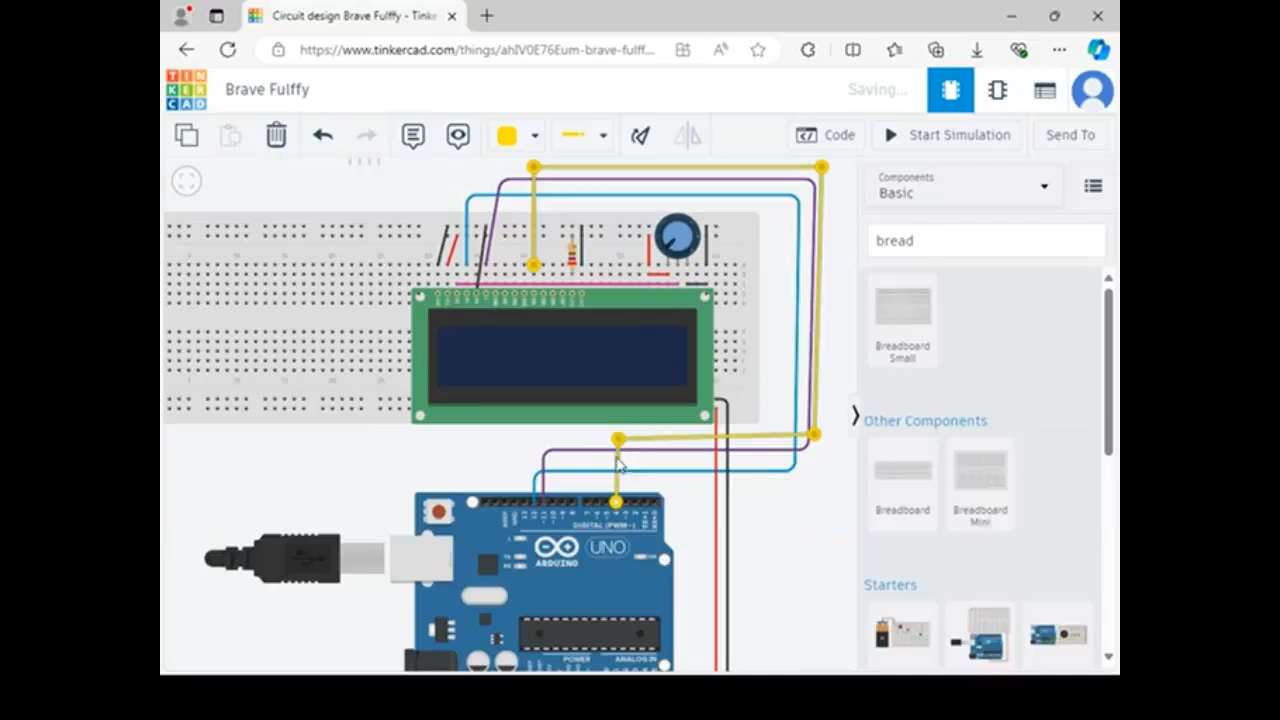 Circuit design Brave Fulffy - Tinke
https://www.tinkercad.com/things/ahIV0E76Eum-brave-fulff...
TIN
KER
CAD
Brave Fulffy
Saving...
Code
Start Simulation
Send To
Components
Basic
bread
Breadboard
Small
Other Components
Breadboard
Breadboard
Mini
Starters
DIGITAL (PWM~)
UNO
ARDUINO
POWER
ANALOG IN